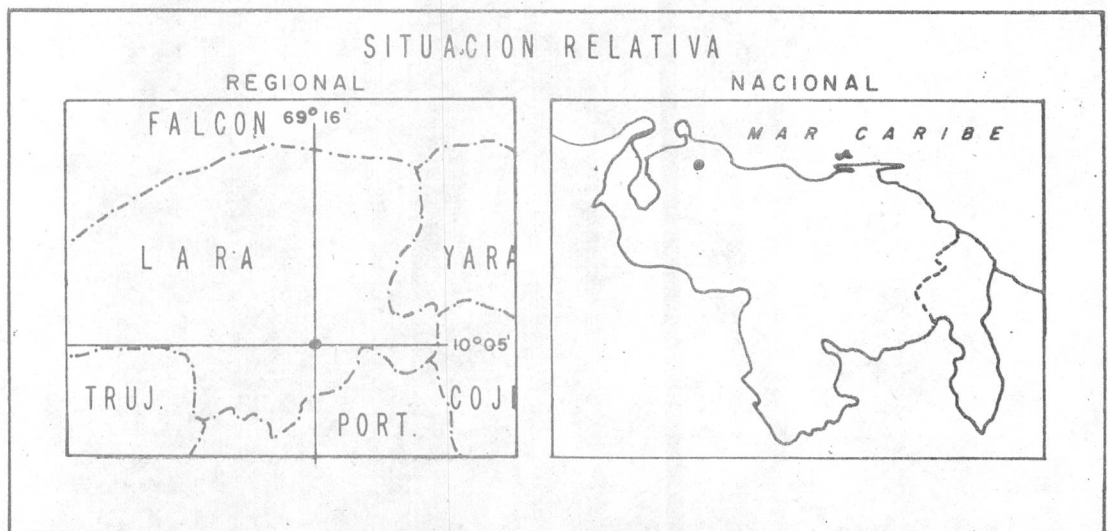 SITUACION RELATIVA
REGIONAL
NACIONAL
FALCON
69° 16'
MAR CARIBE
LARA
YARA
10°05'
TRUJ.
PORT.
COJ